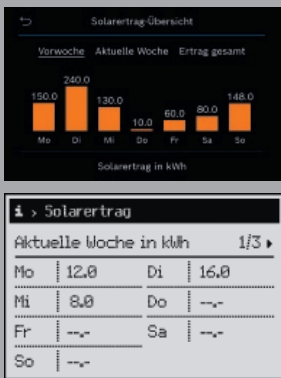 Solarertrag-Übersicht
Vorwoche Aktuelle Woche Ertrag gesamt
150.0 240.0 130.0 10.0 60.0 80.0 148.0
Mo Di Mi Do Fr Sa So
Solarertrag in kWh
i > Solarertrag
Aktuelle Woche in kWh 1/3
Mo 12.0 Di 16.0
Mi 8.0 Do --.-
Fr --.- Sa --.-
So --.-